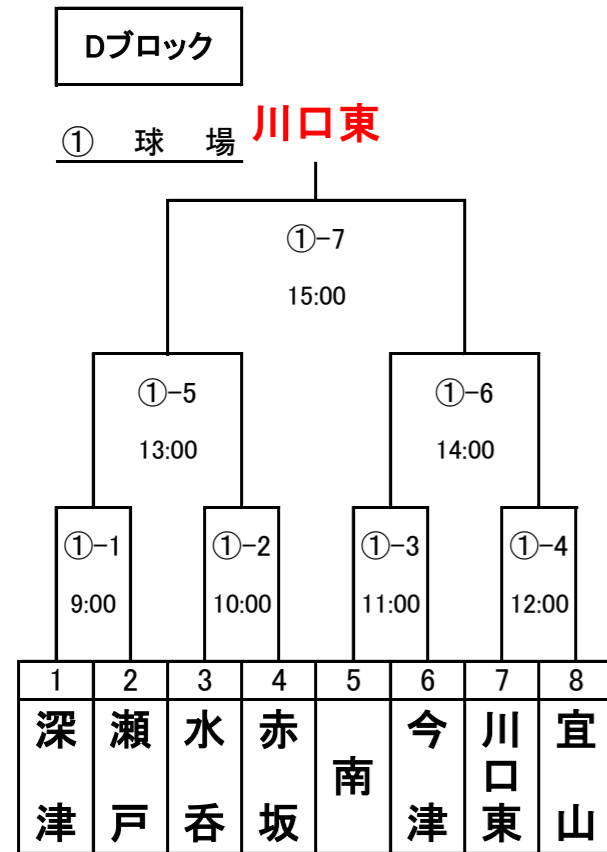 Dブロック
① 球 場
川口東
①-7
15:00
①-5
①-6
13:00
14:00
①-1
①-2
①-3
①-4
9:00
10:00
11:00
12:00
1 2 3 4 5 6 7 8
深津
瀬戸
水呑
赤坂
南
今津
川口東
宜山